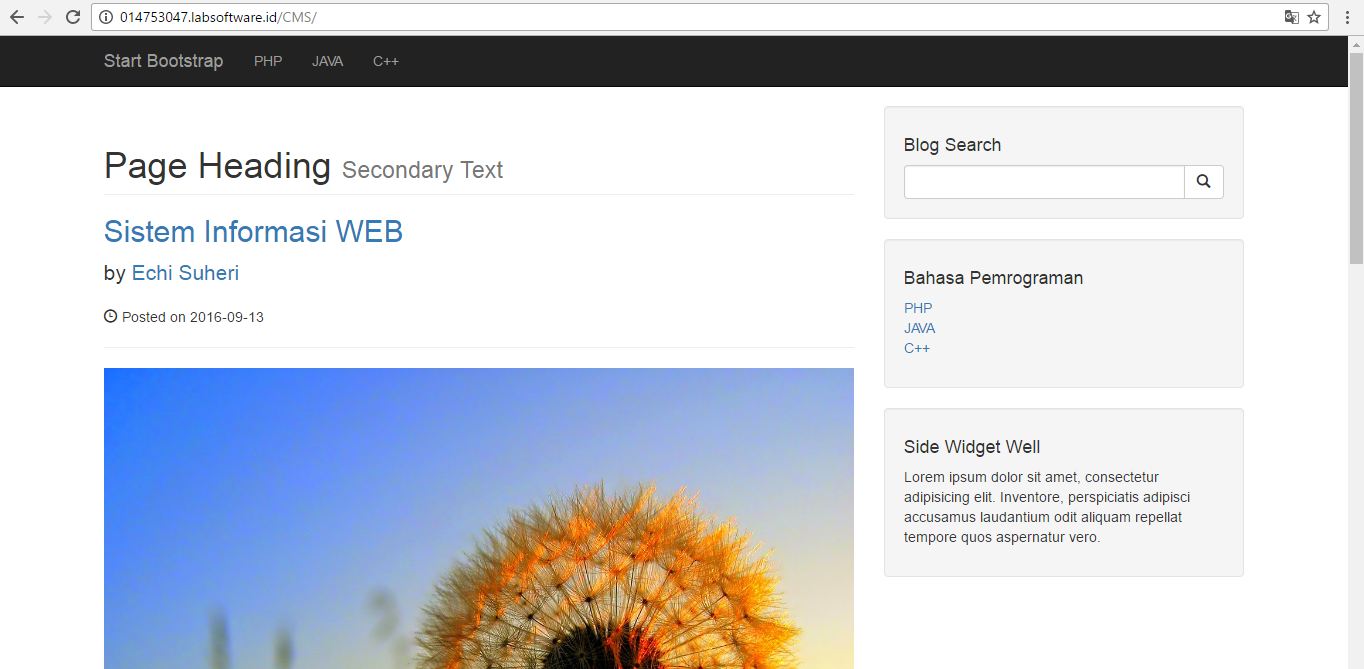 014753047.labsoftware.id/CMS/
Start Bootstrap PHP JAVA C++
Page Heading Secondary Text
Sistem Informasi WEB
by Echi Suheri
Posted on 2016-09-13
Blog Search
Bahasa Pemrograman
PHP
JAVA
C++
Side Widget Well
Lorem ipsum dolor sit amet, consectetur
adipisicing elit. Inventore, perspiciatis adipisci
accusamus laudantium odit aliquam repellat
tempore quos aspernatur vero.